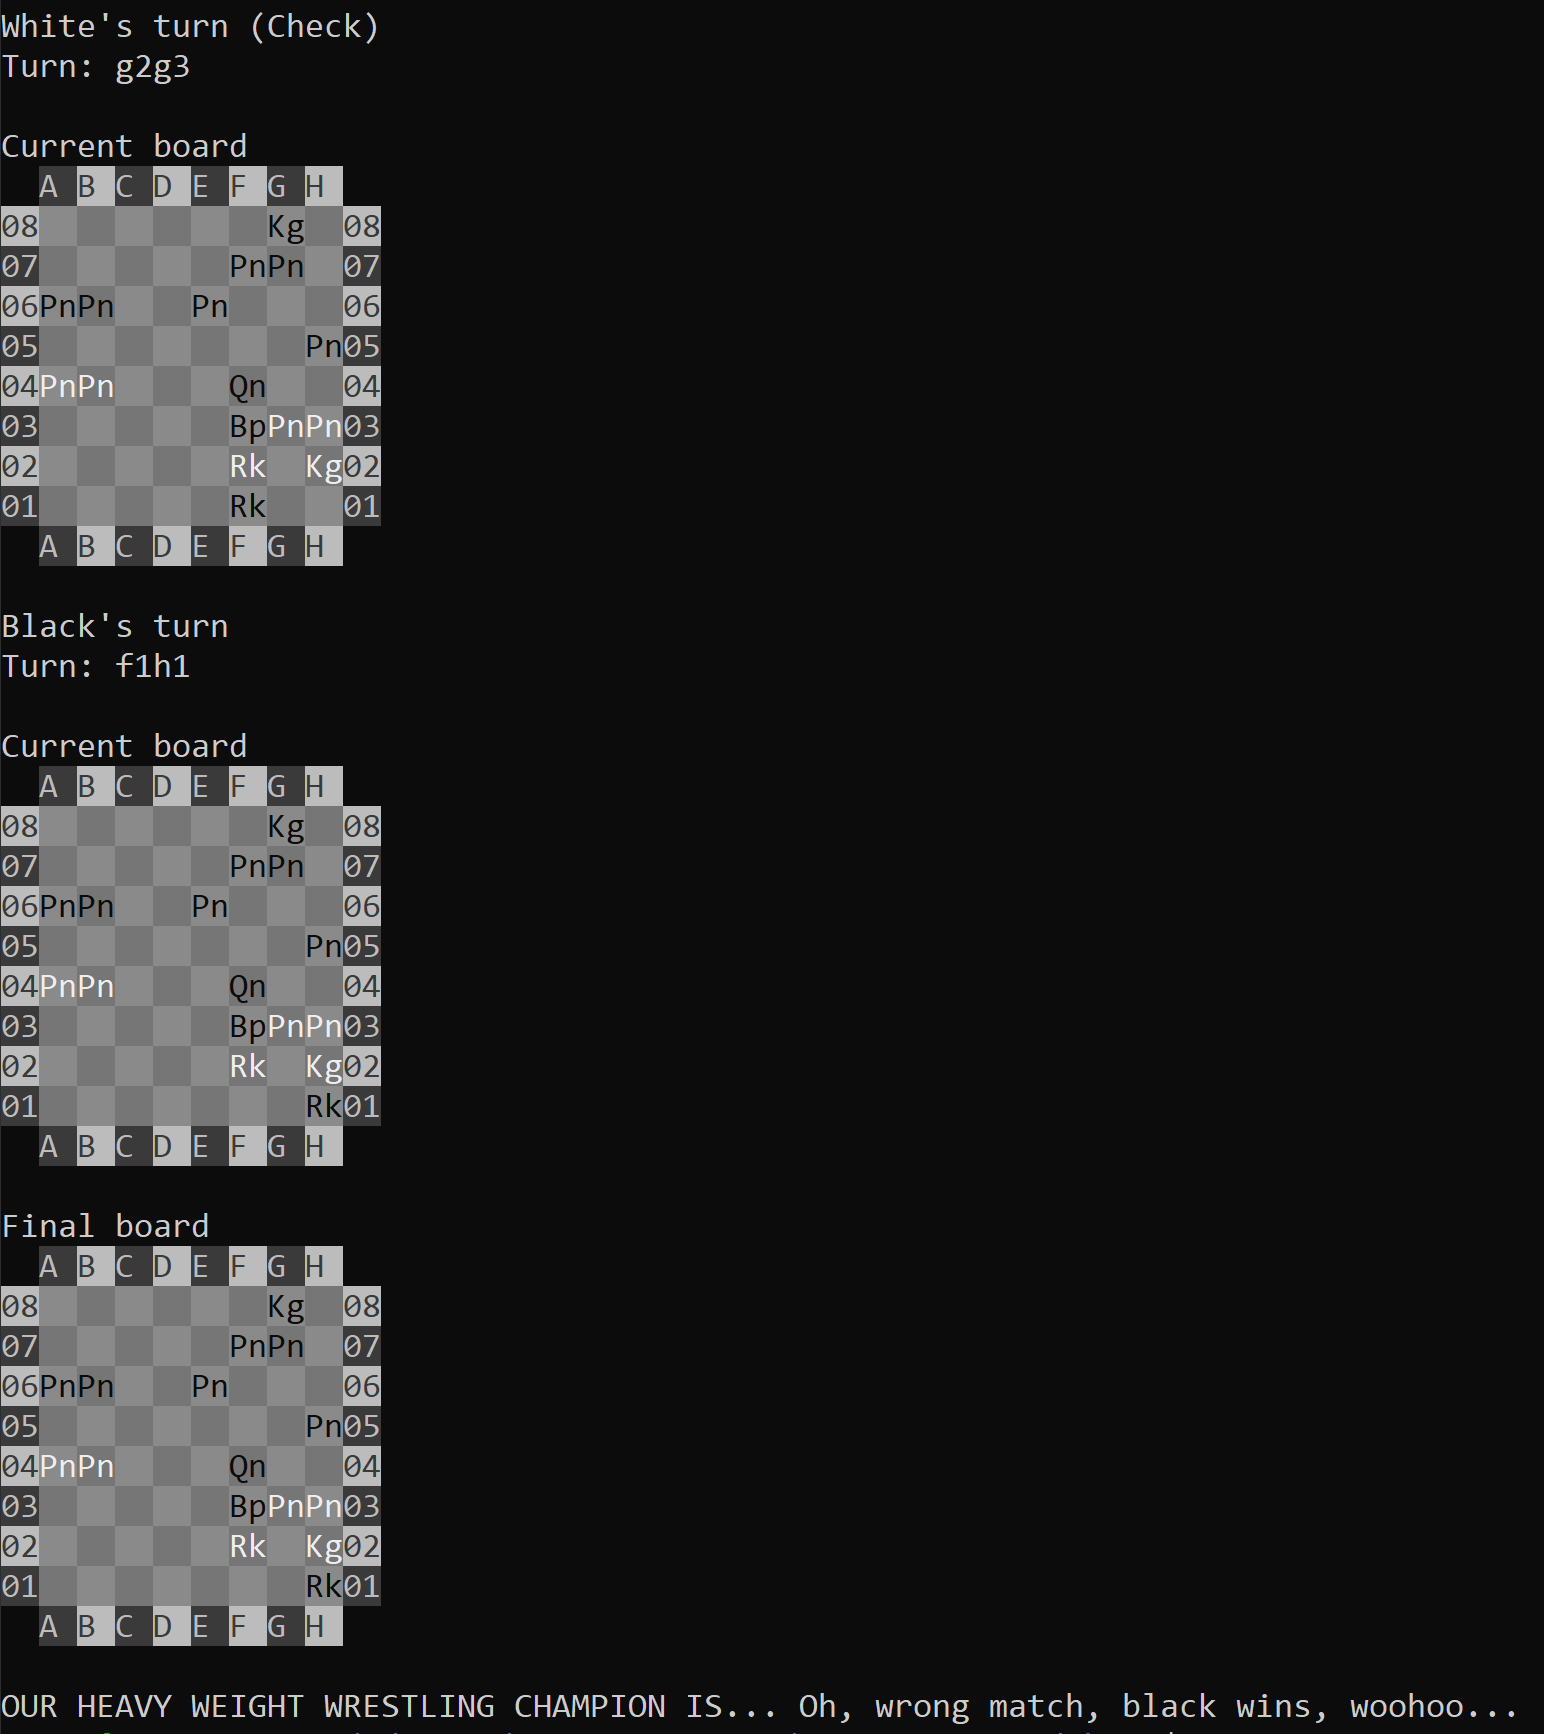 White's turn (Check)
Turn: g2g3
Current board
A B C D E F G H
08 Kg 08
07 PnPn 07
06PnPn Pn 06
05 Pn05
04PnPn Qn 04
03 BpPnPn03
02 Rk Kg02
01 Rk 01
A B C D E F G H
Black's turn
Turn: f1h1
Current board
A B C D E F G H
08 Kg 08
07 PnPn 07
06PnPn Pn 06
05 Pn05
04PnPn Qn 04
03 BpPnPn03
02 Rk Kg02
01 Rk01
A B C D E F G H
Final board
A B C D E F G H
08 Kg 08
07 PnPn 07
06PnPn Pn 06
05 Pn05
04PnPn Qn 04
03 BpPnPn03
02 Rk Kg02
01 Rk01
A B C D E F G H
OUR HEAVY WEIGHT WRESTLING CHAMPION IS... Oh, wrong match, black wins, woohoo...